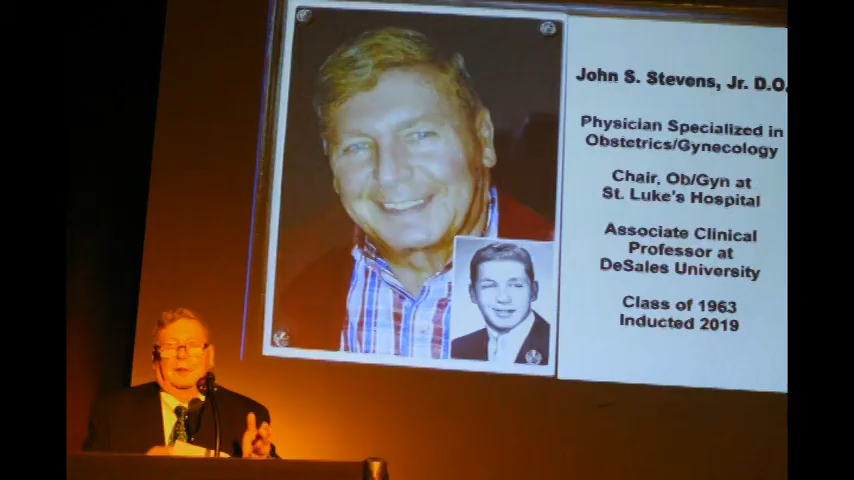 John S. Stevens, Jr. D.O.
Physician Specialized in
Obstetrics/Gynecology
Chair, Ob/Gyn at
St. Luke's Hospital
Associate Clinical
Professor at
DeSales University
Class of 1963
Inducted 2019